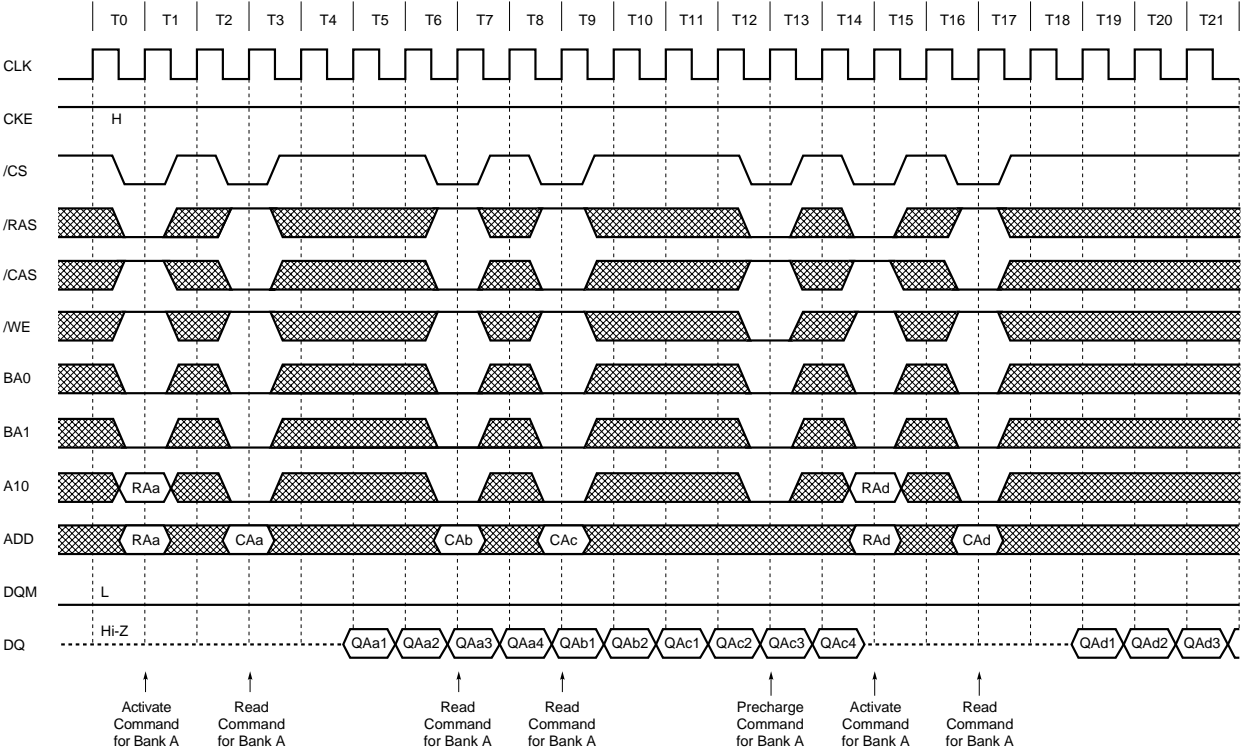 T0 T1 T2 T3 T4 T5 T6 T7 T8 T9 T10 T11 T12 T13 T14 T15 T16 T17 T18 T19 T20 T21
CLK
CKE H
/CS
/RAS
/CAS
/WE
BA0
BA1
A10 RAa RAd
ADD RAa CAa CAb CAc RAd CAd
DQM L
Hi-Z
DQ QAa1 QAa2 QAa3 QAa4 QAb1 QAb2 QAc1 QAc2 QAc3 QAc4 QAd1 QAd2 QAd3
Activate Read Read Read Precharge Activate Read
Command Command Command Command Command Command Command
for Bank A for Bank A for Bank A for Bank A for Bank A for Bank A for Bank A